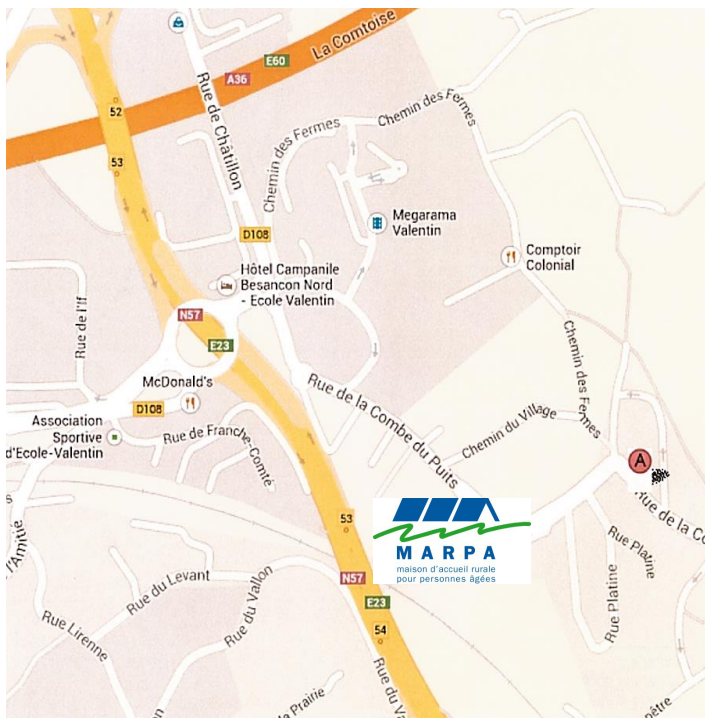 La Comtoise
E60
A36
52
Rue de Châtillon
Chemin des Fermes
Chemin des Fermes
53
Megarama
Valentin
D108
Comptoir
Colonial
Hôtel Campanile
Besancon Nord
- Ecole Valentin
Rue de l'If
N57
E23
McDonald's
D108
Association
Sportive
d'Ecole-Valentin
Rue de Franche-Comté
Rue de la Combe du Puits
Chemin des Fermes
Chemin du Village
A
Rue de la Co
53
MARPA
maison d'accueil rurale
pour personnes âgées
Rue Platine
Rue Platine
l'Amitié
Rue du Levant
Rue du Vallon
Rue Lirenne
N57
E23
54
Rue du Va
la Prairie